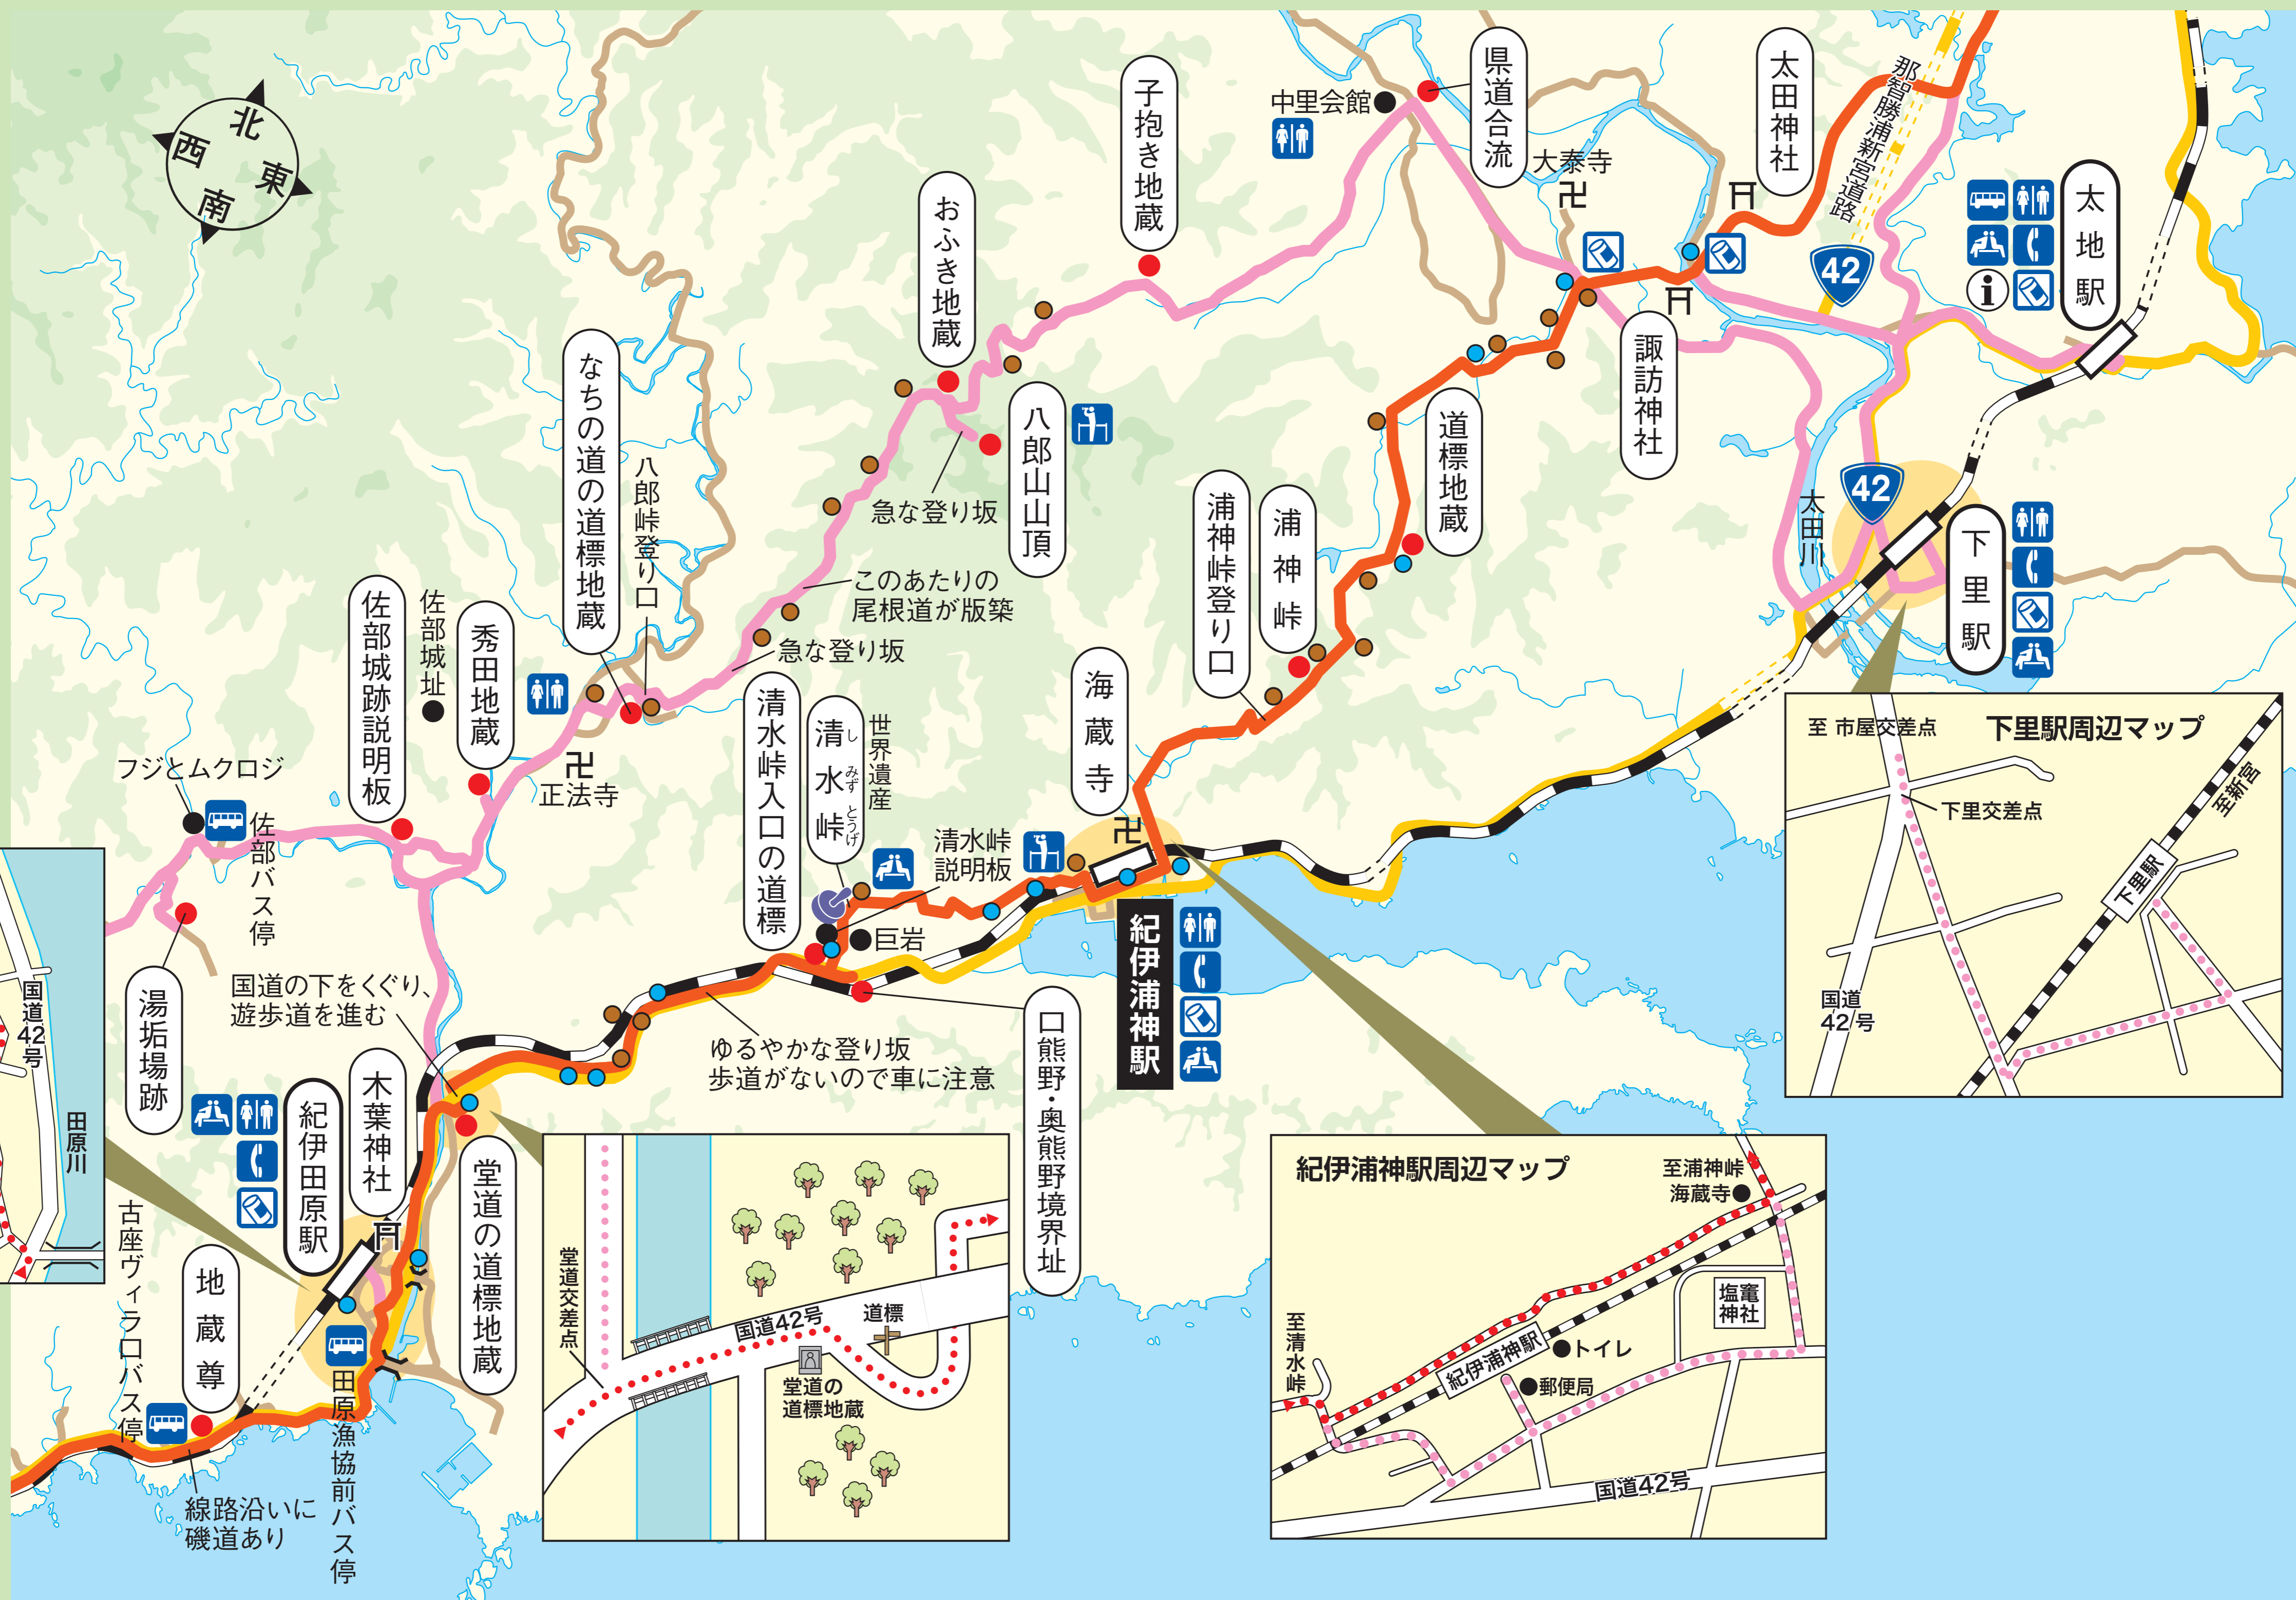 北
東
西
南
中里会館
県道合流
大泰寺
太田神社
那智勝浦新宮道路
42
太地駅
i
子抱き地蔵
おふき地蔵
八郎山山頂
急な登り坂
なちの道の道標地蔵
八郎峠登り口
このあたりの
尾根道が版築
急な登り坂
諏訪神社
道標地蔵
浦神峠
浦神峠登り口
太田川
42
下里駅
海蔵寺
佐部城跡説明板
佐部城址
秀田地蔵
正法寺
フジとムクロジ
佐部バス停
湯垢場跡
清水峠入口の道標
清水峠
しみずとうげ
世界遺産
清水峠
説明板
巨岩
紀伊浦神駅
口熊野・奥熊野境界址
国道の下をくぐり、
遊歩道を進む
ゆるやかな登り坂
歩道がないので車に注意
木葉神社
紀伊田原駅
堂道の道標地蔵
地蔵尊
古座ヴィラ口バス停
田原漁協前バス停
線路沿いに
磯道あり
国道42号
田原川
堂道交差点
国道42号
道標
堂道の
道標地蔵
紀伊浦神駅周辺マップ
至浦神峠
海蔵寺
塩竈
神社
至清水峠
紀伊浦神駅
トイレ
郵便局
国道42号
下里駅周辺マップ
至 市屋交差点
下里交差点
至新宮
下里駅
国道
42号